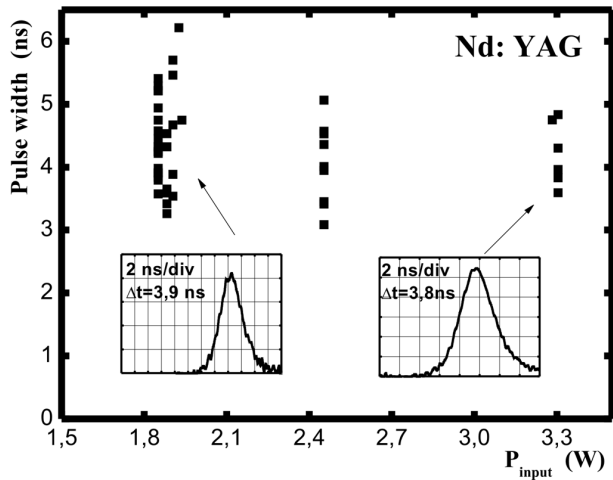 Nd: YAG
Pulse width (ns)
6
5
4
3
2
1
0
2 ns/div
Δt=3,9 ns
2 ns/div
Δt=3,8ns
1,5 1,8 2,1 2,4 2,7 3,0 3,3
P input (W)